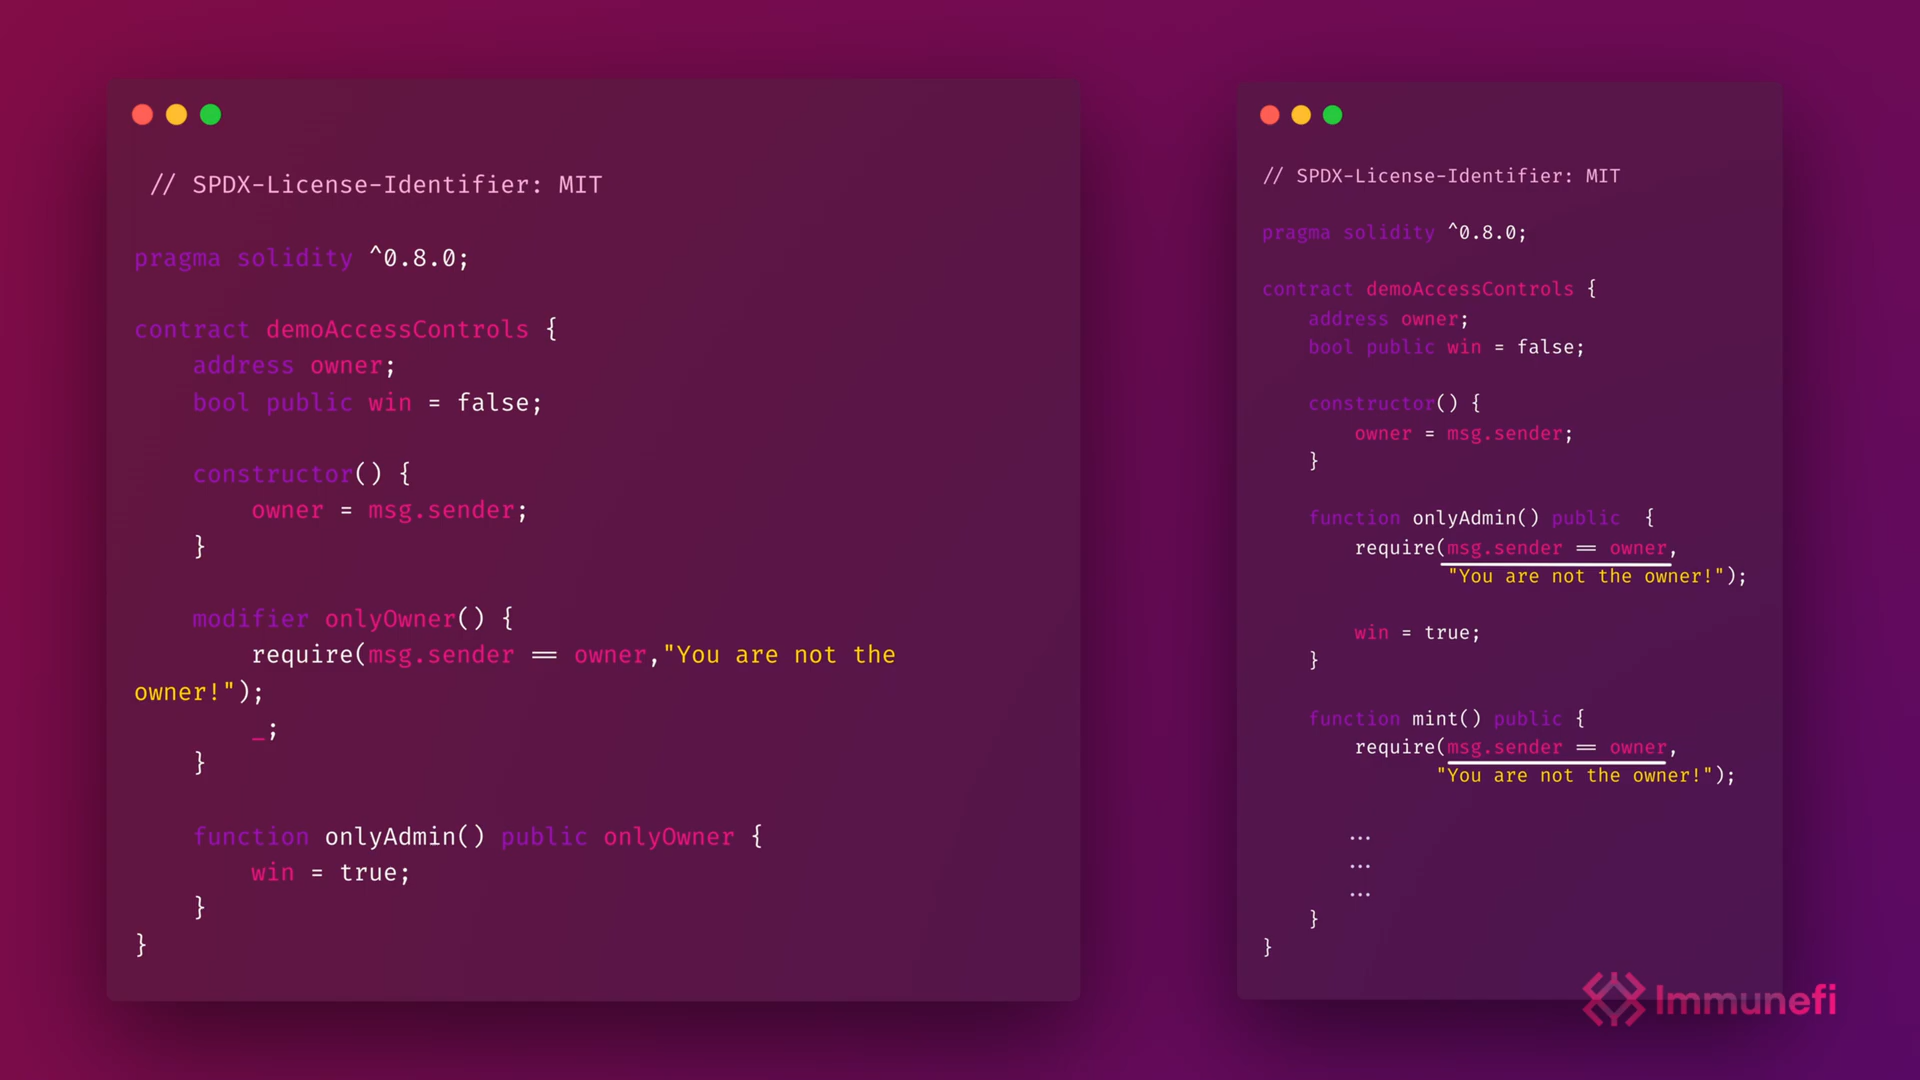 // SPDX-License-Identifier: MIT
pragma solidity ^0.8.0;
contract demoAccessControls {
address owner;
bool public win = false;
constructor() {
owner = msg.sender;
}
modifier onlyOwner() {
require(msg.sender == owner,"You are not the
owner!");
_;
}
function onlyAdmin() public onlyOwner {
win = true;
}
}
// SPDX-License-Identifier: MIT
pragma solidity ^0.8.0;
contract demoAccessControls {
address owner;
bool public win = false;
constructor() {
owner = msg.sender;
}
function onlyAdmin() public {
require(msg.sender == owner,
"You are not the owner!");
win = true;
}
function mint() public {
require(msg.sender == owner,
"You are not the owner!");
...
...
...
}
}
Immunefi